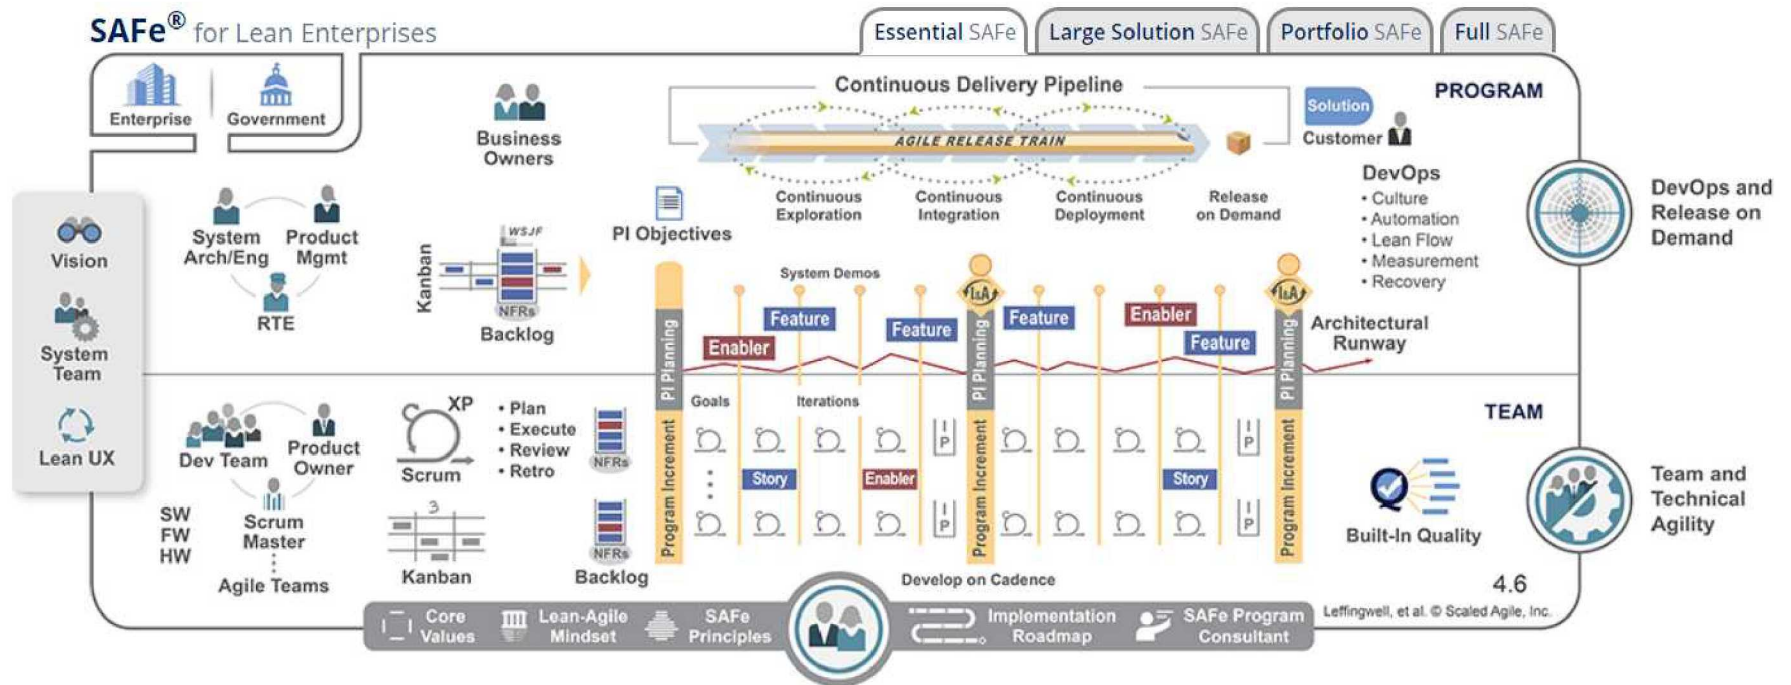 SAFe® for Lean Enterprises
Essential SAFe
Large Solution SAFe
Portfolio SAFe
Full SAFe
Enterprise
Government
Business
Owners
Continuous Delivery Pipeline
AGILE RELEASE TRAIN
Continuous
Exploration
Continuous
Integration
Continuous
Deployment
Release
on Demand
Solution
Customer
PROGRAM
DevOps
• Culture
• Automation
• Lean Flow
• Measurement
• Recovery
DevOps and
Release on
Demand
Vision
System
Team
Lean UX
System
Arch/Eng
Product
Mgmt
RTE
Kanban
WSJF
NFRs
Backlog
PI Objectives
System Demos
PI Planning
Enabler
Feature
Feature
I&A
PI Planning
Feature
Enabler
Feature
I&A
PI Planning
Architectural
Runway
TEAM
Dev Team
Product
Owner
Scrum
Master
SW
FW
HW
Agile Teams
XP
Scrum
• Plan
• Execute
• Review
• Retro
3
Kanban
NFRs
NFRs
Backlog
Program Increment
Goals
Iterations
Story
Enabler
I
P
I
P
Program Increment
Story
I
P
I
P
Program Increment
Develop on Cadence
Built-In Quality
Team and
Technical
Agility
4.6
Leffingwell, et al. © Scaled Agile, Inc.
Core
Values
Lean-Agile
Mindset
SAFe
Principles
Implementation
Roadmap
SAFe Program
Consultant